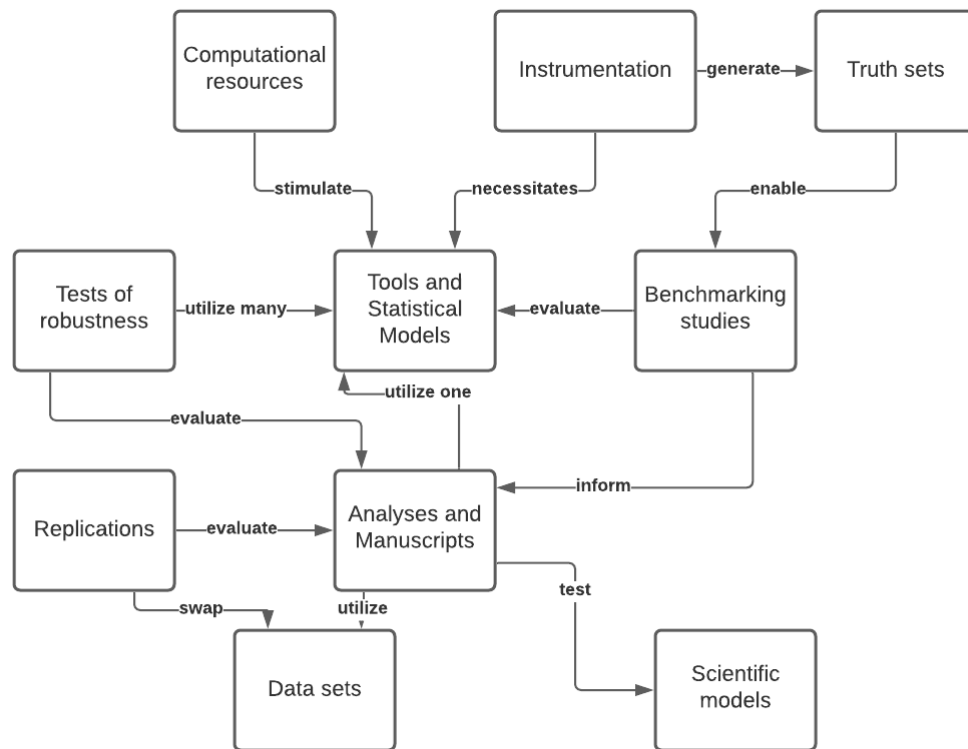 Computational
resources
Instrumentation
generate
Truth sets
stimulate
necessitates
enable
Tests of
robustness
utilize many
Tools and
Statistical
Models
evaluate
Benchmarking
studies
utilize one
evaluate
inform
Replications
evaluate
Analyses and
Manuscripts
swap
utilize
test
Data sets
Scientific
models